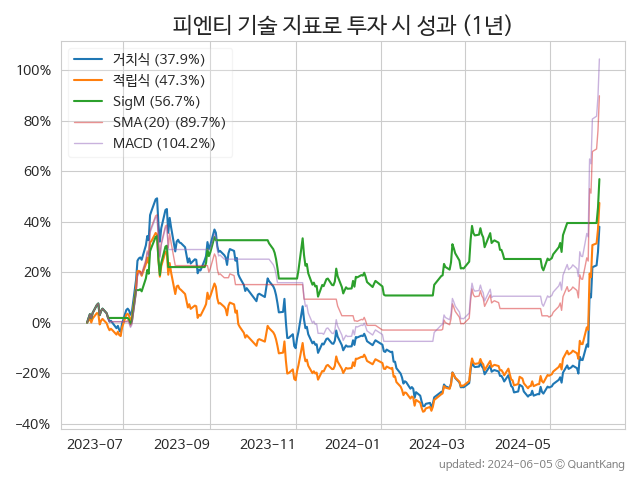 피엔티 기술 지표로 투자 시 성과 (1년)
거치식 (37.9%)
적립식 (47.3%)
SigM (56.7%)
SMA(20) (89.7%)
MACD (104.2%)
100%
80%
60%
40%
20%
0%
−20%
−40%
2023-07 2023-09 2023-11 2024-01 2024-03 2024-05
updated: 2024-06-05 © QuantKang